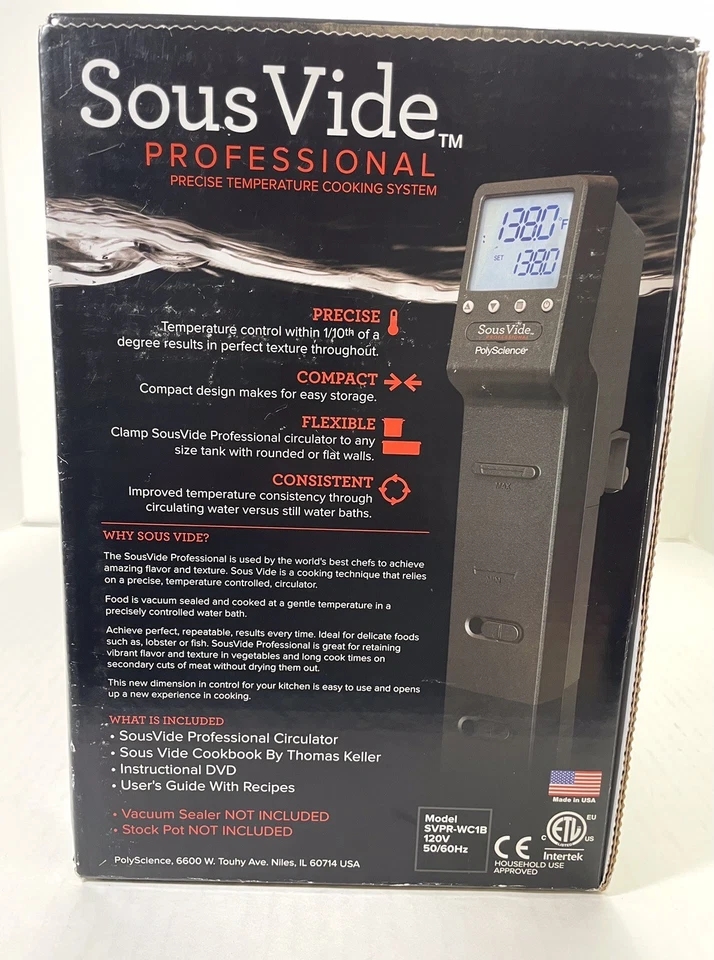 Sous Vide™
PROFESSIONAL
PRECISE TEMPERATURE COOKING SYSTEM
138.0 °F
SET 138.0
Sous Vide™
PROFESSIONAL
PolyScience®
MAX
MIN
PRECISE
Temperature control within 1/10th of a
degree results in perfect texture throughout.
COMPACT
Compact design makes for easy storage.
FLEXIBLE
Clamp SousVide Professional circulator to any
size tank with rounded or flat walls.
CONSISTENT
Improved temperature consistency through
circulating water versus still water baths.
WHY SOUS VIDE?
The SousVide Professional is used by the world's best chefs to achieve
amazing flavor and texture. Sous Vide is a cooking technique that relies
on a precise, temperature controlled, circulator.
Food is vacuum sealed and cooked at a gentle temperature in a
precisely controlled water bath.
Achieve perfect, repeatable, results every time. Ideal for delicate foods
such as, lobster or fish. SousVide Professional is great for retaining
vibrant flavor and texture in vegetables and long cook times on
secondary cuts of meat without drying them out.
This new dimension in control for your kitchen is easy to use and opens
up a new experience in cooking.
WHAT IS INCLUDED
• SousVide Professional Circulator
• Sous Vide Cookbook By Thomas Keller
• Instructional DVD
• User's Guide With Recipes
• Vacuum Sealer NOT INCLUDED
• Stock Pot NOT INCLUDED
PolyScience, 6600 W. Touhy Ave. Niles, IL 60714 USA
Model
SVPR-WC1B
120V
50/60Hz
Made in USA
CE
HOUSEHOLD USE
APPROVED
C ETL US EU
LISTED
Intertek